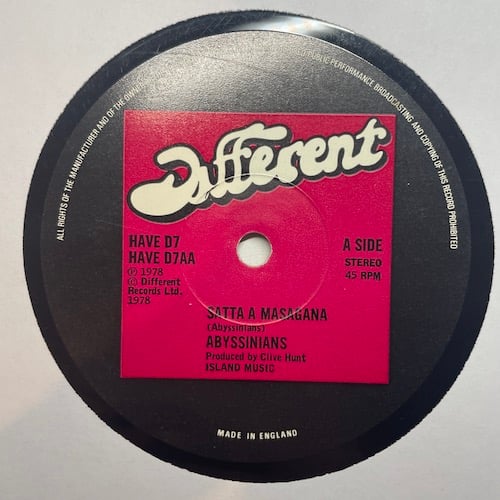 ALL RIGHTS OF THE MANUFACTURER AND OF THE
PUBLIC PERFORMANCE BROADCASTING AND COPYING OF THIS RECORD PROHIBITED
Different
HAVE D7
HAVE D7AA
℗ 1978
© Different
Records Ltd.
1978
A SIDE
STEREO
45 RPM
SATTA A MASAGANA
(Abyssinians)
ABYSSINIANS
Produced by Clive Hunt
ISLAND MUSIC
MADE IN ENGLAND